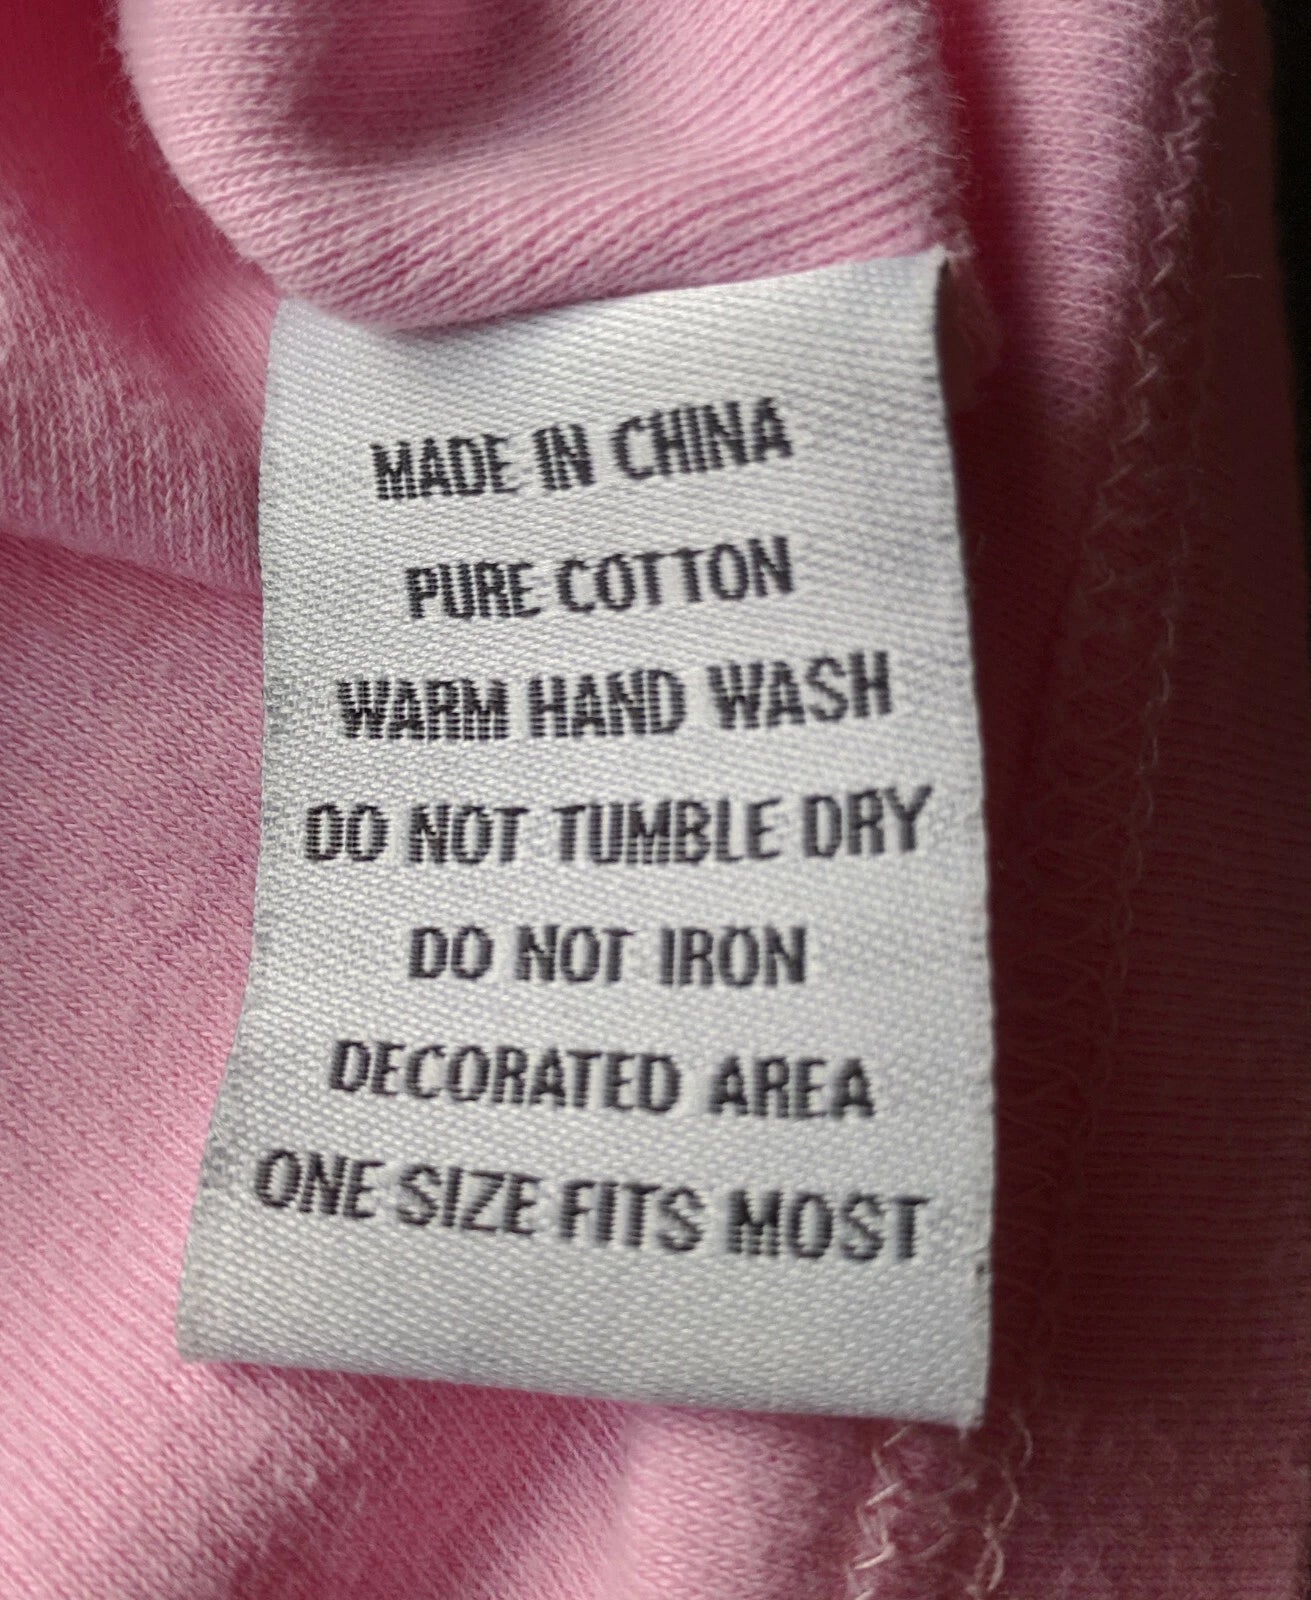 MADE IN CHINA
PURE COTTON
WARM HAND WASH
DO NOT TUMBLE DRY
DO NOT IRON
DECORATED AREA
ONE SIZE FITS MOST